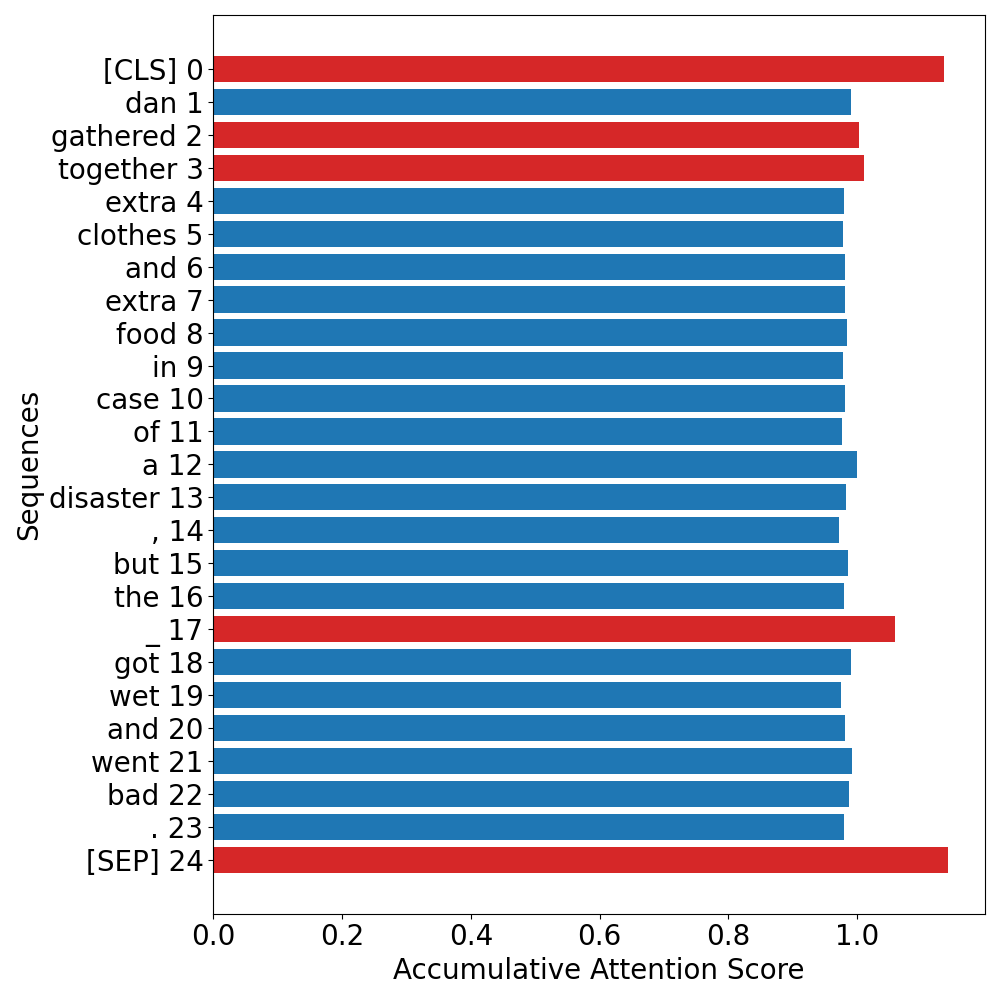 [CLS] 0
dan 1
gathered 2
together 3
extra 4
clothes 5
and 6
extra 7
food 8
in 9
case 10
of 11
a 12
disaster 13
, 14
but 15
the 16
_ 17
got 18
wet 19
and 20
went 21
bad 22
. 23
[SEP] 24
Sequences
0.0 0.2 0.4 0.6 0.8 1.0
Accumulative Attention Score